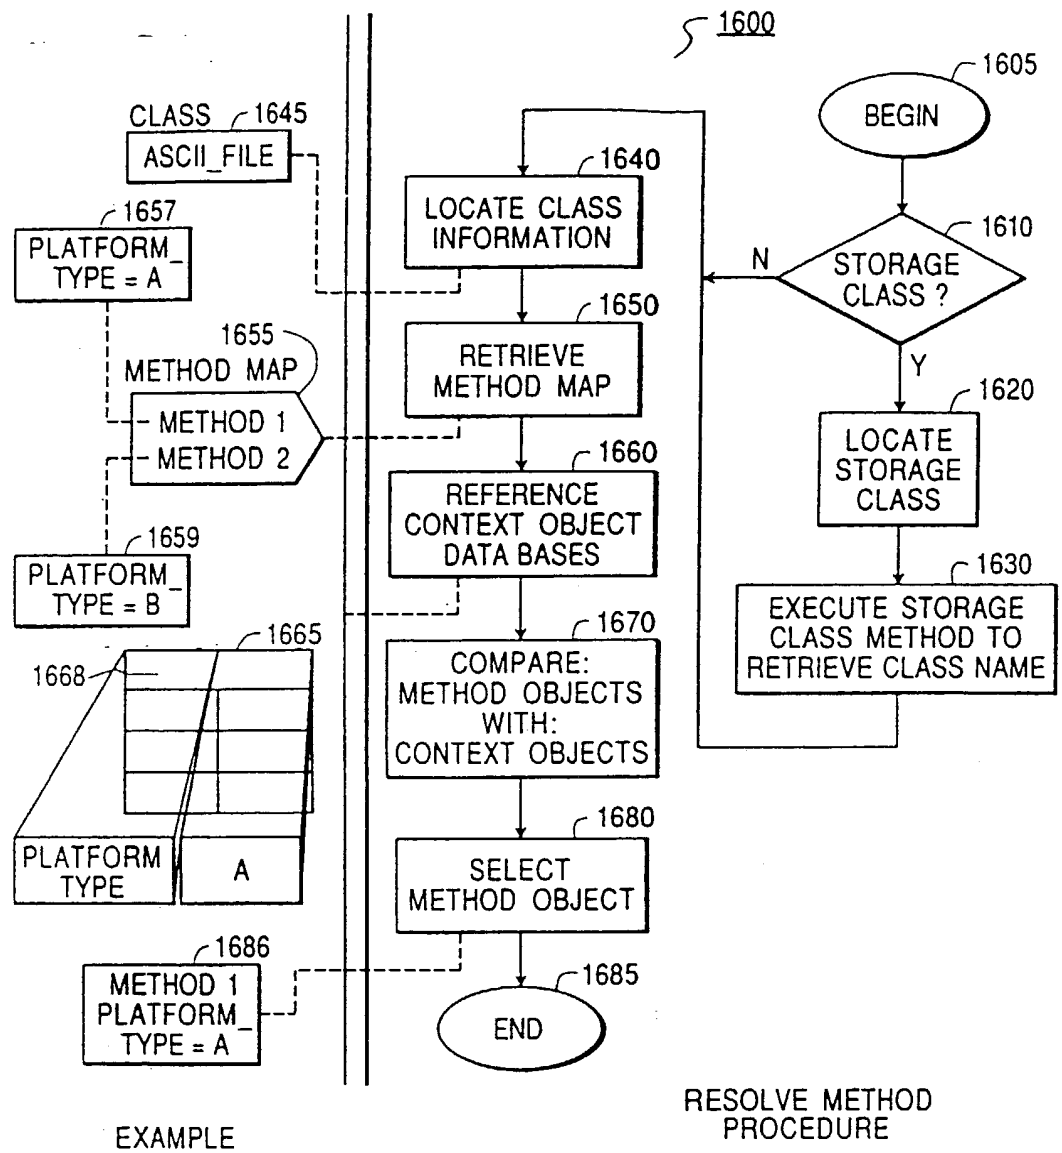 1600
1605
BEGIN
CLASS
1645
ASCII_FILE
1640
LOCATE CLASS
INFORMATION
1610
STORAGE
CLASS ?
N
Y
1657
PLATFORM_
TYPE = A
1650
RETRIEVE
METHOD MAP
1655
METHOD MAP
METHOD 1
METHOD 2
1620
LOCATE
STORAGE
CLASS
1660
REFERENCE
CONTEXT OBJECT
DATA BASES
1659
PLATFORM_
TYPE = B
1630
EXECUTE STORAGE
CLASS METHOD TO
RETRIEVE CLASS NAME
1665
1668
PLATFORM
TYPE
A
1670
COMPARE:
METHOD OBJECTS
WITH:
CONTEXT OBJECTS
1680
SELECT
METHOD OBJECT
1686
METHOD 1
PLATFORM_
TYPE = A
1685
END
RESOLVE METHOD
PROCEDURE
EXAMPLE